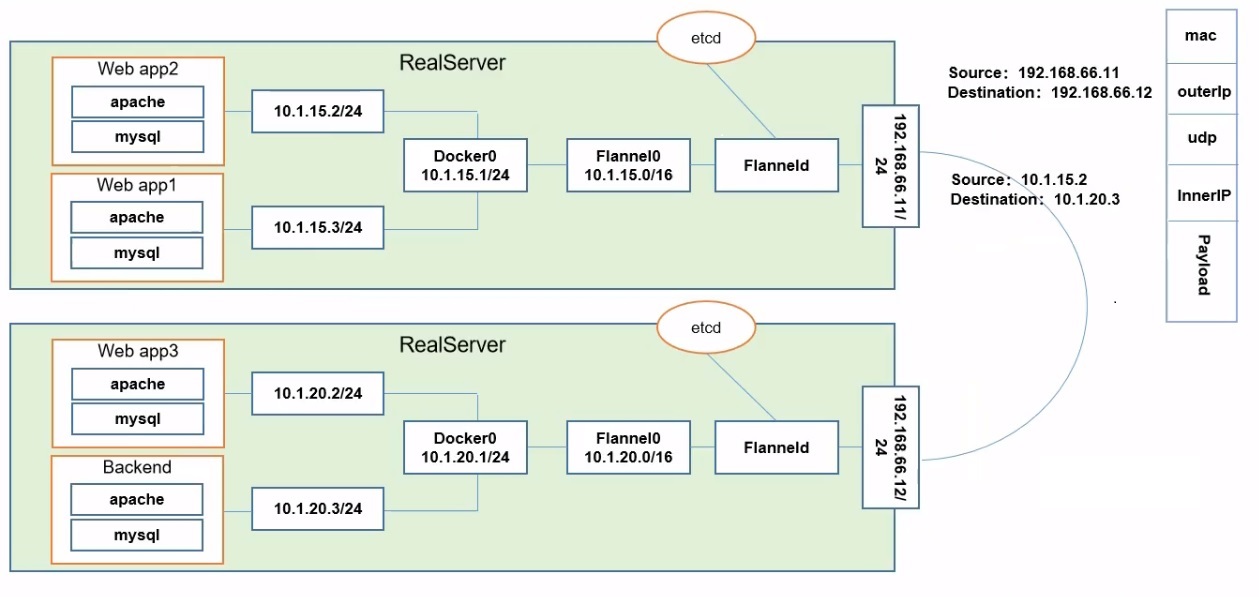 etcd
RealServer
Web app2
apache
mysql
10.1.15.2/24
Docker0
10.1.15.1/24
Flannel0
10.1.15.0/16
Flanneld
192.168.66.11/
24
Web app1
apache
mysql
10.1.15.3/24
Source： 192.168.66.11
Destination： 192.168.66.12
Source： 10.1.15.2
Destination： 10.1.20.3
mac
outerIp
udp
InnerIP
Payload
etcd
RealServer
Web app3
apache
mysql
10.1.20.2/24
Docker0
10.1.20.1/24
Flannel0
10.1.20.0/16
Flanneld
192.168.66.12/
24
Backend
apache
mysql
10.1.20.3/24